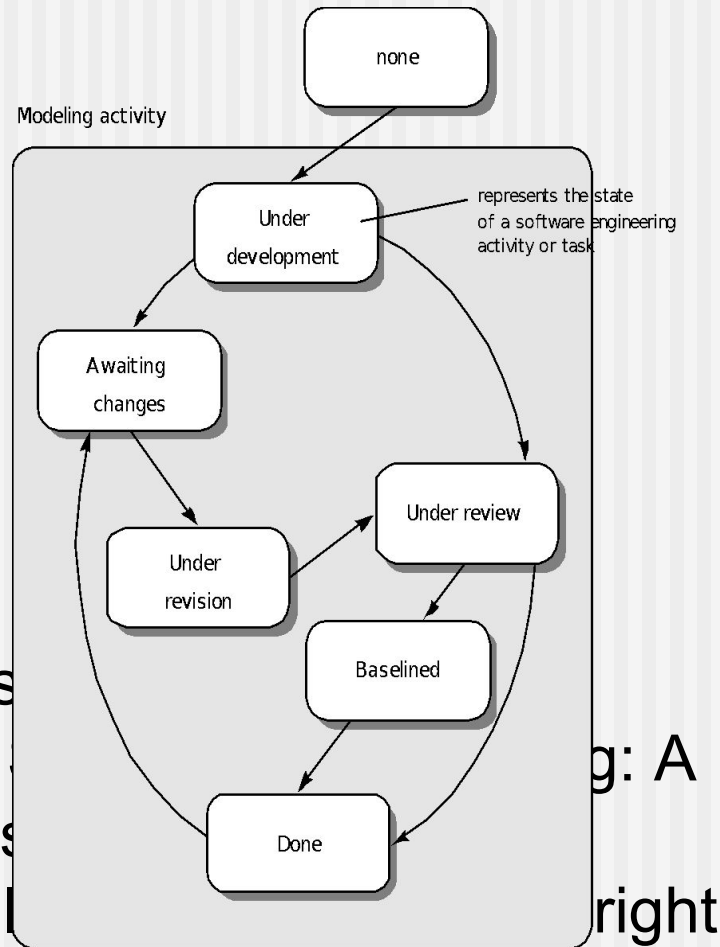 none
Modeling activity
represents the state
of a software engineering
activity or task
Under
development
Awaiting
changes
Under review
Under
revision
Baselined
g: A
Done
right